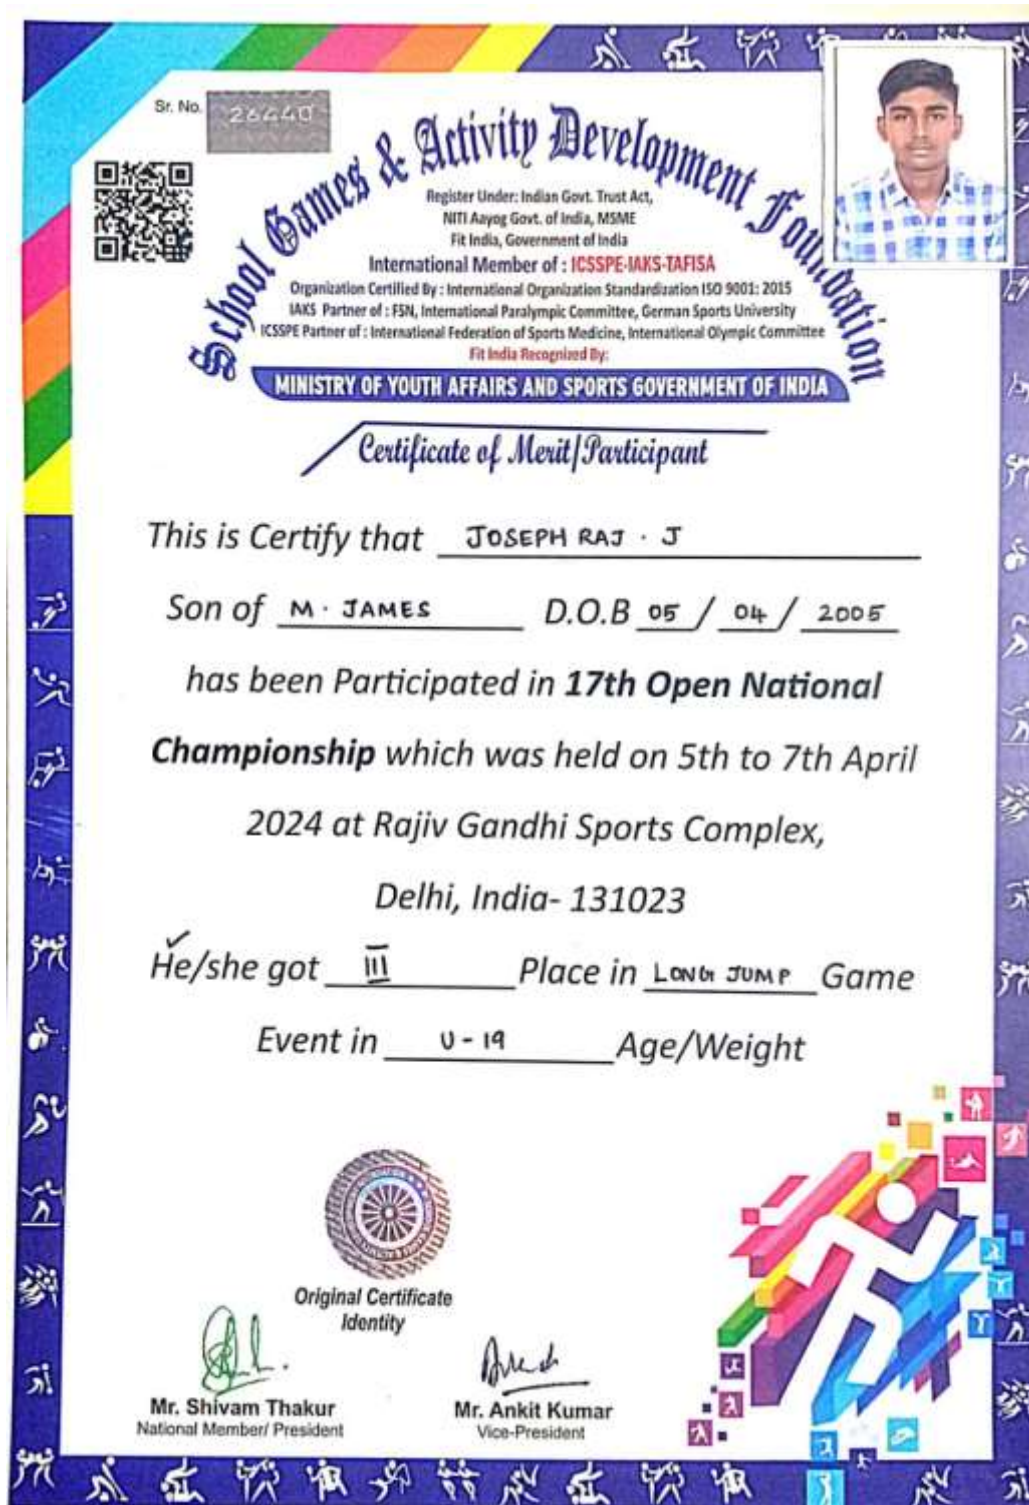 Sr. No. 26440
School Games & Activity Development Foundation
Register Under: Indian Govt. Trust Act,
NITI Aayog Govt. of India, MSME
Fit India, Government of India
International Member of : ICSSPE-IAKS-TAFISA
Organization Certified By : International Organization Standardization ISO 9001: 2015
IAKS Partner of : FSN, International Paralympic Committee, German Sports University
ICSSPE Partner of : International Federation of Sports Medicine, International Olympic Committee
Fit India Recognized By:
MINISTRY OF YOUTH AFFAIRS AND SPORTS GOVERNMENT OF INDIA
Certificate of Merit/Participant
This is Certify that JOSEPH RAJ . J
Son of M . JAMES D.O.B 05 / 04 / 2005
has been Participated in 17th Open National
Championship which was held on 5th to 7th April
2024 at Rajiv Gandhi Sports Complex,
Delhi, India- 131023
He/she got III Place in LONG JUMP Game
Event in U - 19 Age/Weight
Original Certificate
Identity
Mr. Shivam Thakur
National Member/ President
Mr. Ankit Kumar
Vice-President